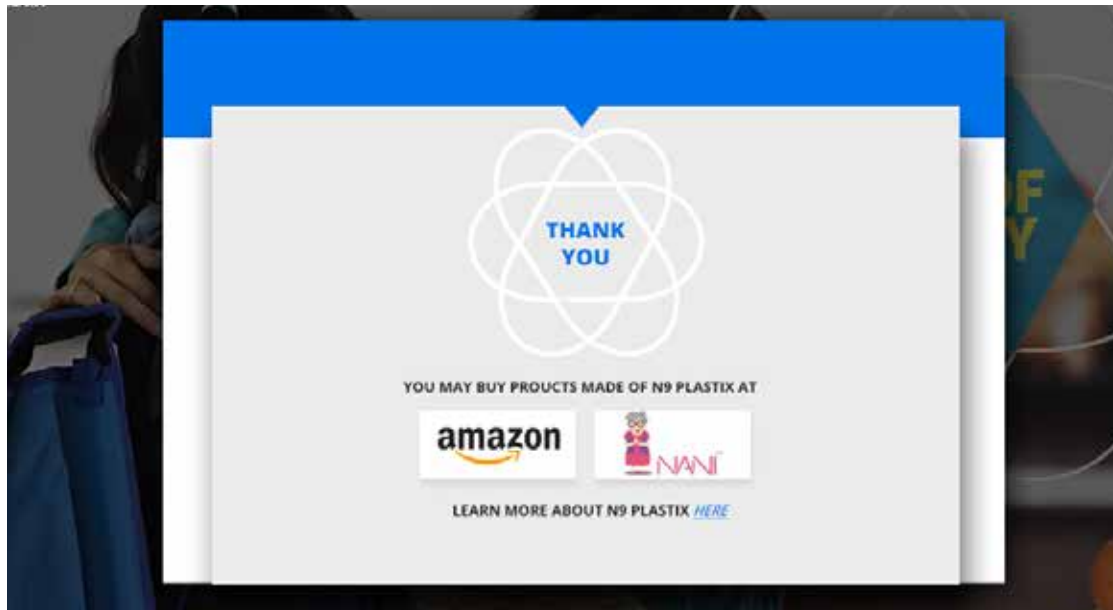 THANK
YOU
YOU MAY BUY PROUCTS MADE OF N9 PLASTIX AT
amazon
NANI
LEARN MORE ABOUT N9 PLASTIX HERE